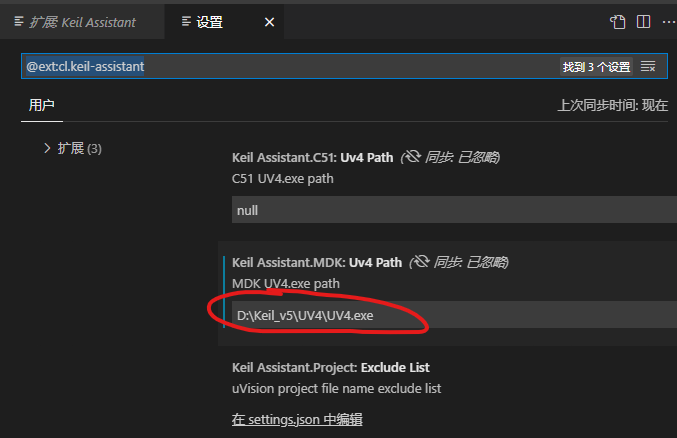 扩展: Keil Assistant
设置
@ext:cl.keil-assistant
找到 3 个设置
用户
上次同步时间: 现在
扩展 (3)
Keil Assistant.C51: Uv4 Path (同步: 已忽略)
C51 UV4.exe path
null
Keil Assistant.MDK: Uv4 Path (同步: 已忽略)
MDK UV4.exe path
D:\Keil_v5\UV4\UV4.exe
Keil Assistant.Project: Exclude List
uVision project file name exclude list
在 settings.json 中编辑